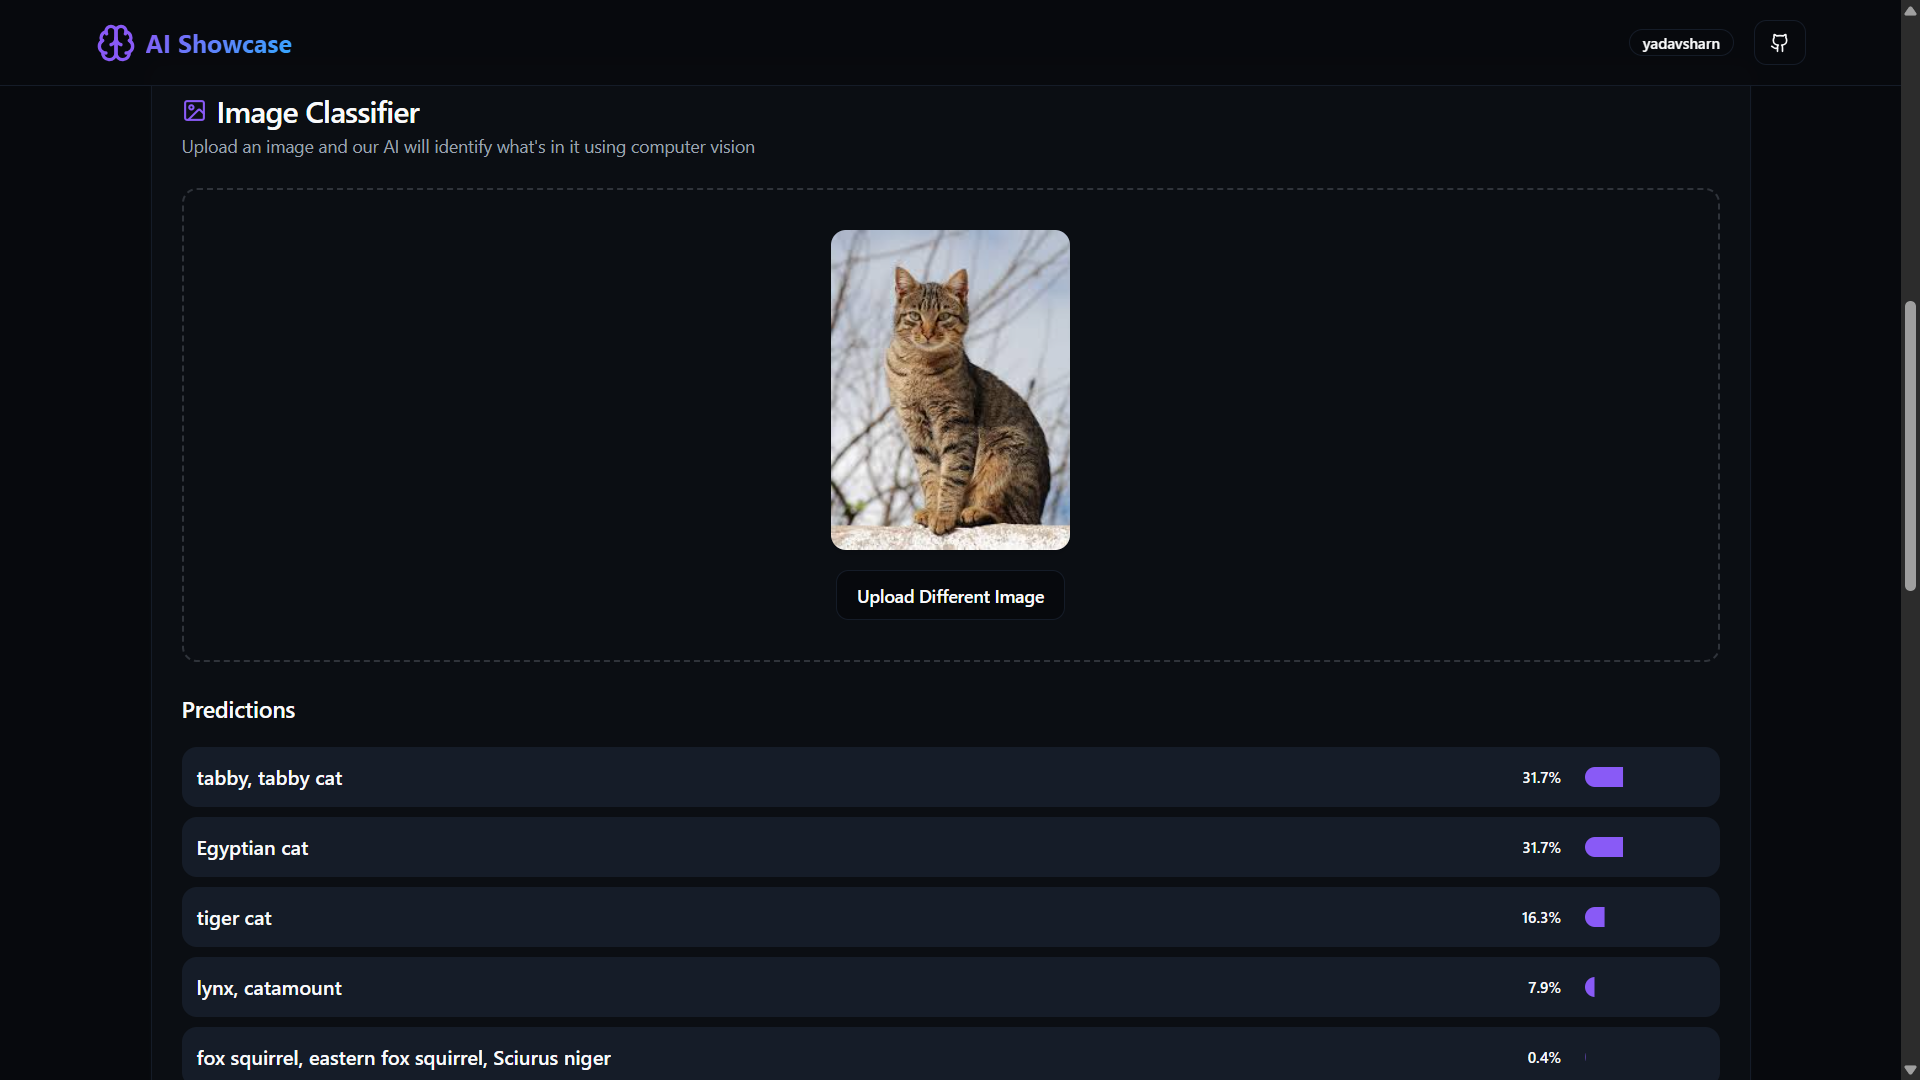 AI Showcase
yadavsharn
Image Classifier
Upload an image and our AI will identify what's in it using computer vision
Upload Different Image
Predictions
tabby, tabby cat 31.7%
Egyptian cat 31.7%
tiger cat 16.3%
lynx, catamount 7.9%
fox squirrel, eastern fox squirrel, Sciurus niger 0.4%